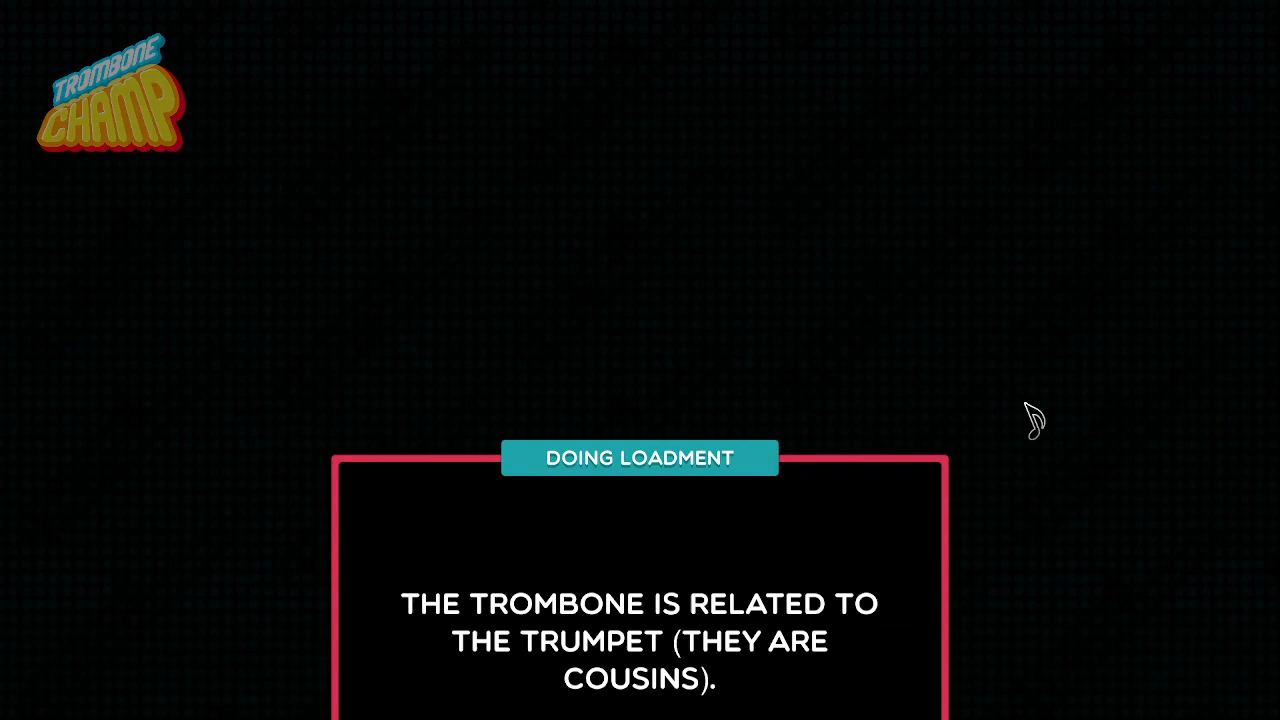 TROMBONE
CHAMP
DOING LOADMENT
THE TROMBONE IS RELATED TO
THE TRUMPET (THEY ARE
COUSINS).